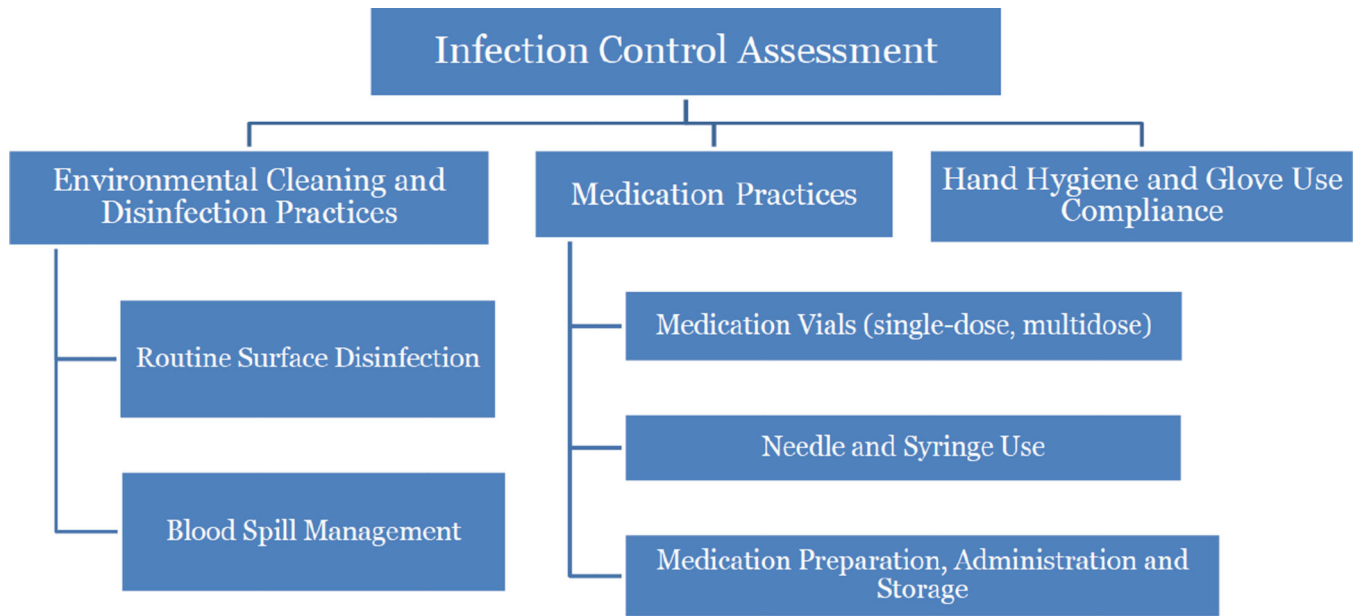 Infection Control Assessment
Environmental Cleaning and
Disinfection Practices
Medication Practices
Hand Hygiene and Glove Use
Compliance
Routine Surface Disinfection
Blood Spill Management
Medication Vials (single-dose, multidose)
Needle and Syringe Use
Medication Preparation, Administration and
Storage